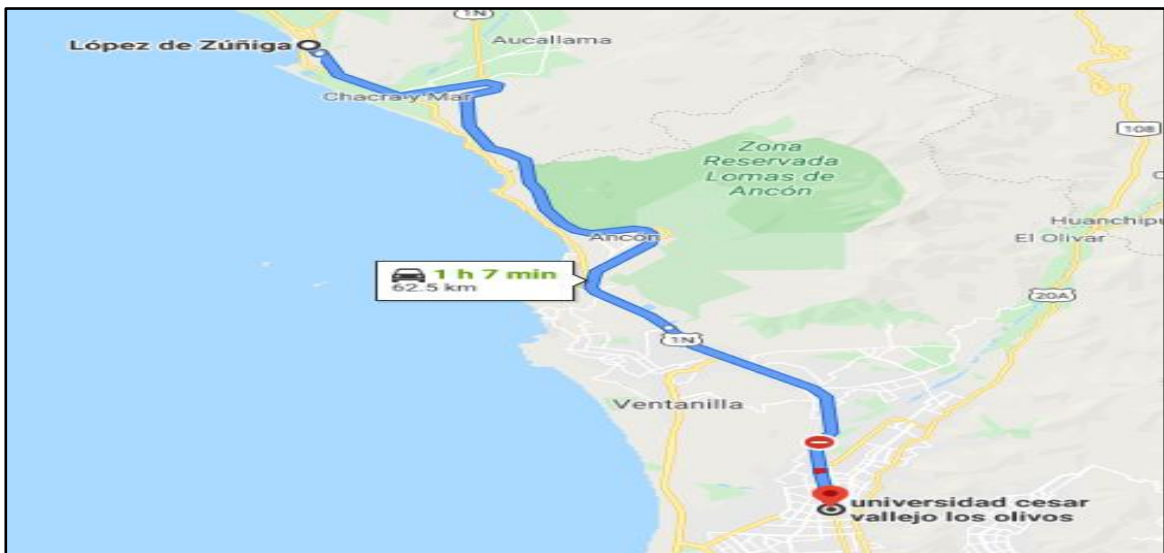 1N
Aucallama
López de Zúñiga
Chacra y Mar
108
Zona
Reservada
Lomas de
Ancón
Ancón
El Olivar
1 h 7 min
62.5 km
20A
1N
Ventanilla
universidad cesar
vallejo los olivos